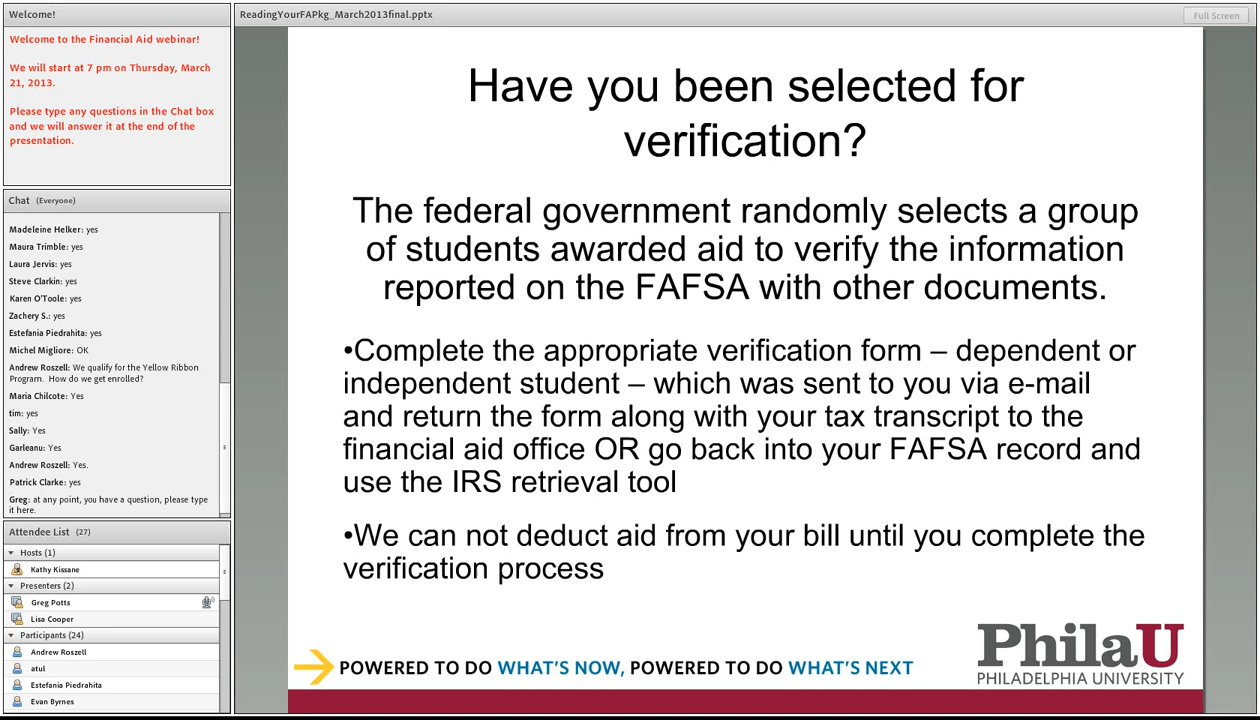 Welcome!
Welcome to the Financial Aid webinar!
We will start at 7 pm on Thursday, March
21, 2013.
Please type any questions in the Chat box
and we will answer it at the end of the
presentation.
Chat (Everyone)
Madeleine Helker: yes
Maura Trimble: yes
Laura Jervis: yes
Steve Clarkin: yes
Karen O'Toole: yes
Zachery S.: yes
Estefania Piedrahita: yes
Michel Migliore: OK
Andrew Roszell: We qualify for the Yellow Ribbon
Program. How do we get enrolled?
Maria Chilcote: Yes
tim: yes
Sally: Yes
Garleanu: Yes
Andrew Roszell: Yes.
Patrick Clarke: yes
Greg: at any point, you have a question, please type
it here.
Attendee List (27)
Hosts (1)
Kathy Kissane
Presenters (2)
Greg Potts
Lisa Cooper
Participants (24)
Andrew Roszell
atul
Estefania Piedrahita
Evan Byrnes
ReadingYourFAPkg_March2013final.pptx
Full Screen
Have you been selected for
verification?
The federal government randomly selects a group
of students awarded aid to verify the information
reported on the FAFSA with other documents.
•Complete the appropriate verification form – dependent or
independent student – which was sent to you via e-mail
and return the form along with your tax transcript to the
financial aid office OR go back into your FAFSA record and
use the IRS retrieval tool
•We can not deduct aid from your bill until you complete the
verification process
POWERED TO DO WHAT'S NOW, POWERED TO DO WHAT'S NEXT
PhilaU
PHILADELPHIA UNIVERSITY